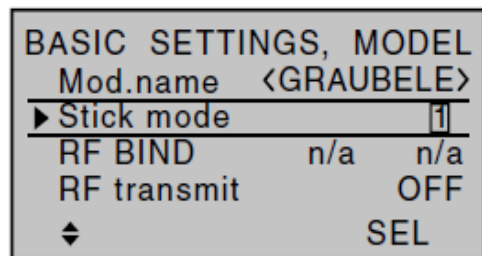 BASIC SETTINGS, MODEL
Mod.name <GRAUBELE>
Stick mode 1
RF BIND n/a n/a
RF transmit OFF
SEL